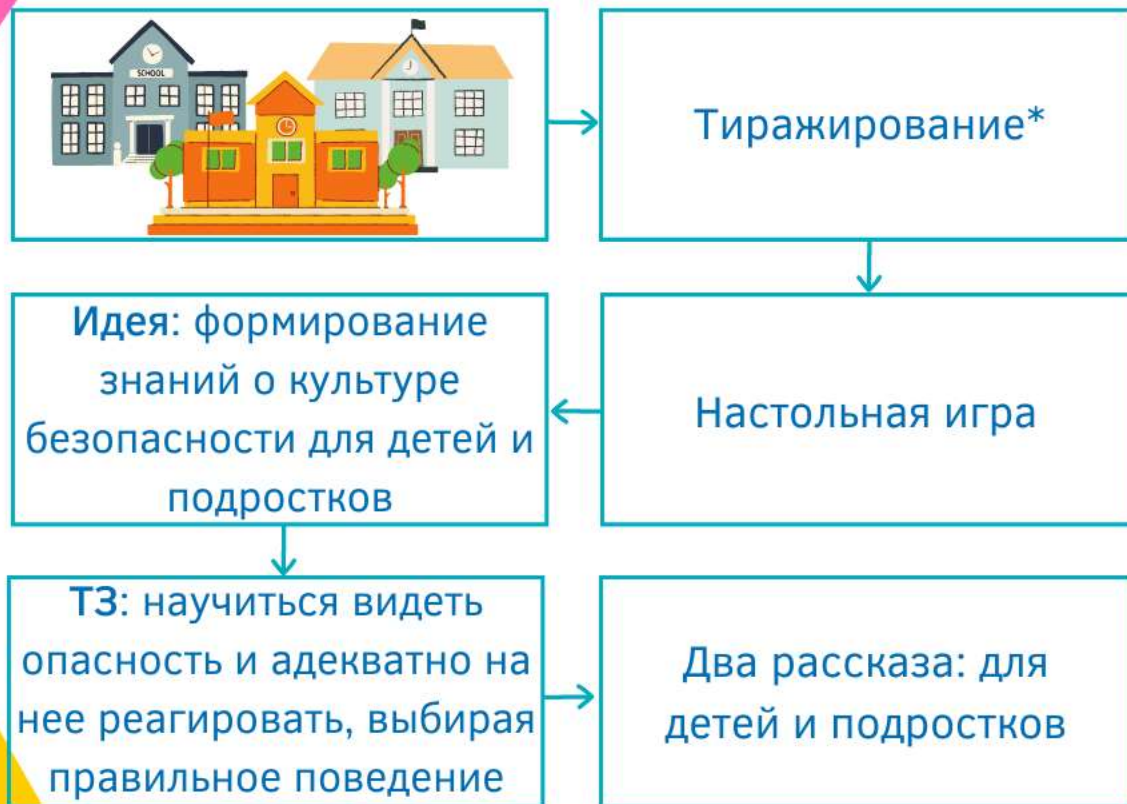 SCHOOL
Тиражирование*
Идея: формирование
знаний о культуре
безопасности для детей и
подростков
Настольная игра
ТЗ: научиться видеть
опасность и адекватно на
нее реагировать, выбирая
правильное поведение
Два рассказа: для
детей и подростков